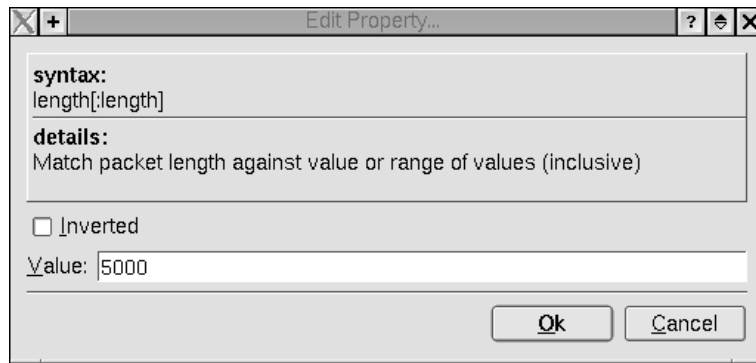 Edit Property...
?
syntax:
length[:length]
details:
Match packet length against value or range of values (inclusive)
Inverted
Value: 5000
Ok
Cancel